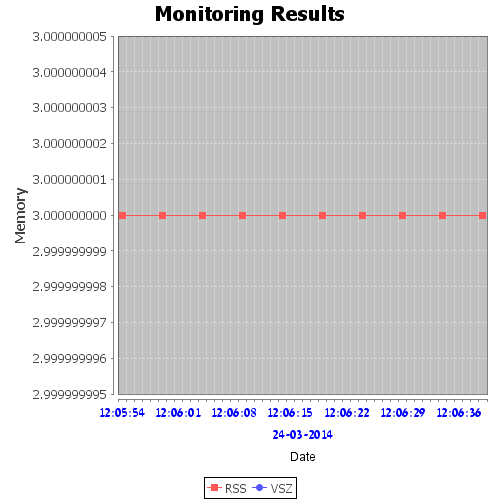 Monitoring Results
3.000000005
3.000000004
3.000000003
3.000000002
3.000000001
3.000000000
2.999999999
2.999999998
2.999999997
2.999999996
2.999999995
Memory
12:05:54 12:06:01 12:06:08 12:06:15 12:06:22 12:06:29 12:06:36
24-03-2014
Date
RSS VSZ